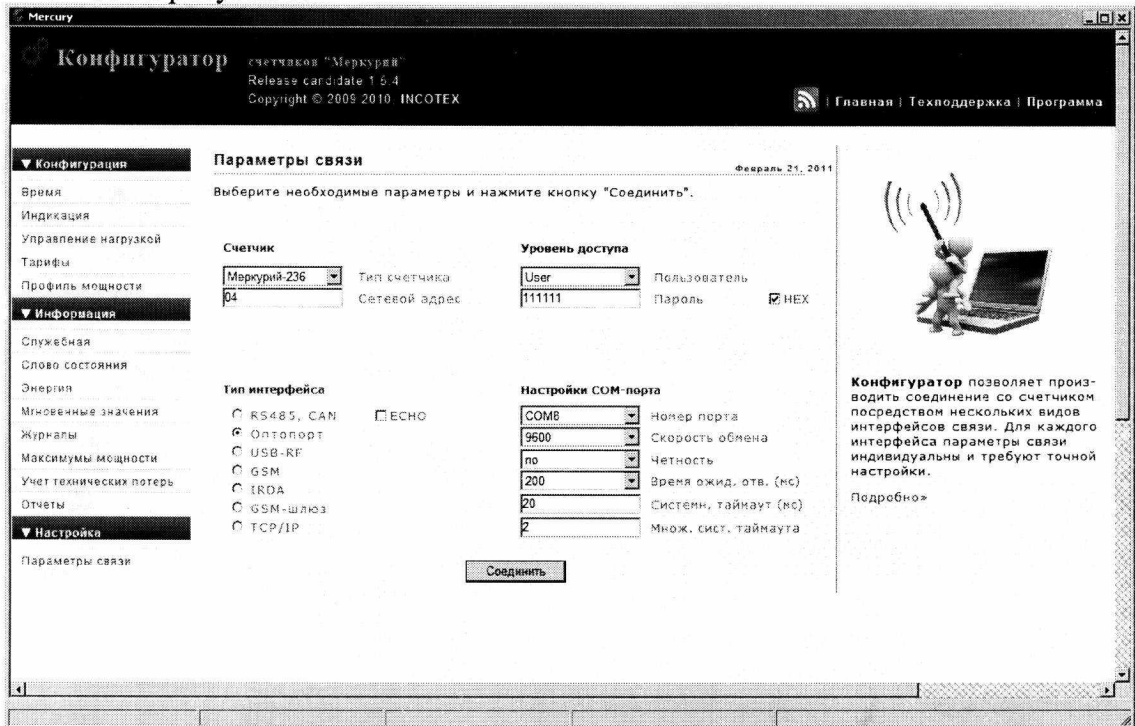 Mercury
Конфигуратор счетчиков "Меркурий"
Release candidate 1.5.4
Copyright © 2009 2010, INCOTEX
| Главная | Техподдержка | Программа
▼ Конфигурация
Время
Индикация
Управление нагрузкой
Тарифы
Профиль мощности
▼ Информация
Служебная
Слово состояния
Энергия
Мгновенные значения
Журналы
Максимумы мощности
Учет технических потерь
Отчеты
▼ Настройка
Параметры связи
Параметры связи
Февраль 21, 2011
Выберите необходимые параметры и нажмите кнопку "Соединить".
Счетчик
Меркурий-236 Тип счетчика
04 Сетевой адрес
Уровень доступа
User Пользователь
111111 Пароль HEX
Тип интерфейса
RS485, CAN ECHO
Оптопорт
USB-RF
GSM
IRDA
GSM-шлюз
TCP/IP
Настройки COM-порта
COM8 Номер порта
9600 Скорость обмена
no Четность
200 Время ожид. отв. (мс)
20 Системн. таймаут (мс)
2 Множ. сист. таймаута
Соединить
Конфигуратор позволяет произ-
водить соединение со счетчиком
посредством нескольких видов
интерфейсов связи. Для каждого
интерфейса параметры связи
индивидуальны и требуют точной
настройки.
Подробно»